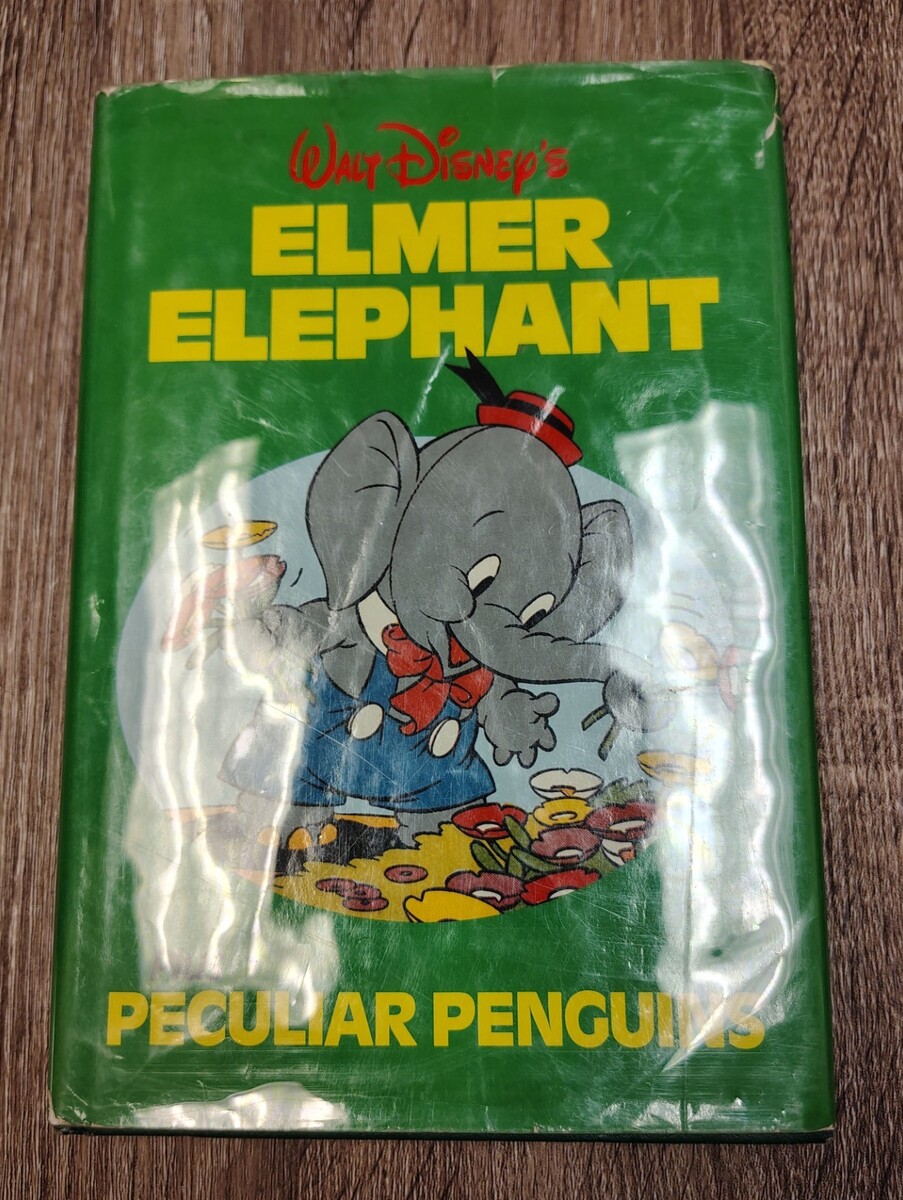 Walt Disney's
ELMER
ELEPHANT
PECULIAR PENGUINS